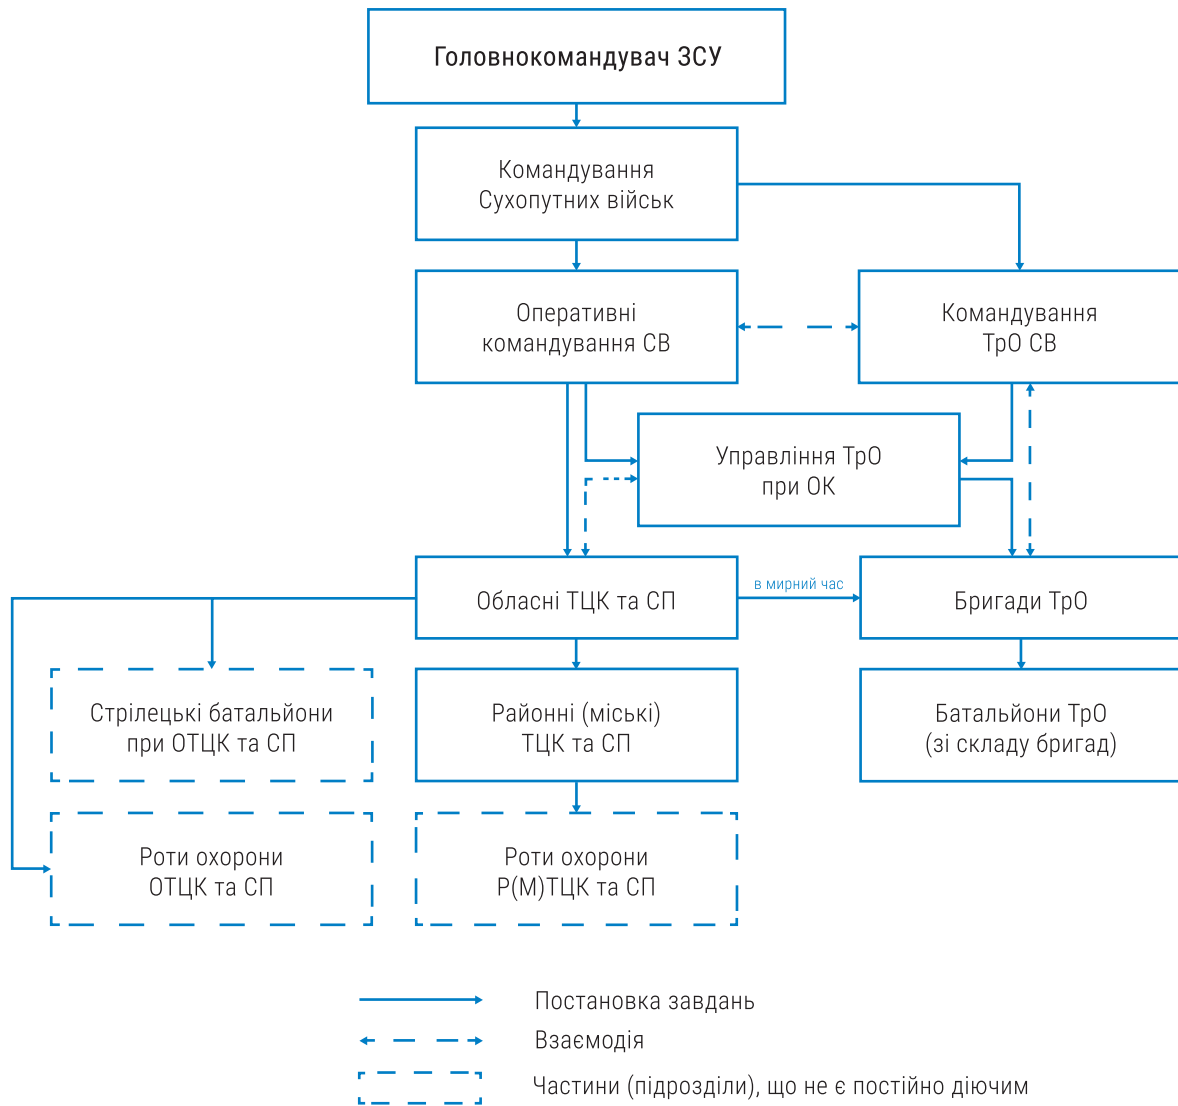 Головнокомандувач ЗСУ
Командування
Сухопутних військ
Оперативні
командування СВ
Командування
ТрО СВ
Управління ТрО
при ОК
Обласні ТЦК та СП
в мирний час
Бригади ТрО
Стрілецькі батальйони
при ОТЦК та СП
Районні (міські)
ТЦК та СП
Батальйони ТрО
(зі складу бригад)
Роти охорони
ОТЦК та СП
Роти охорони
Р(М)ТЦК та СП
Постановка завдань
Взаємодія
Частини (підрозділи), що не є постійно діючим